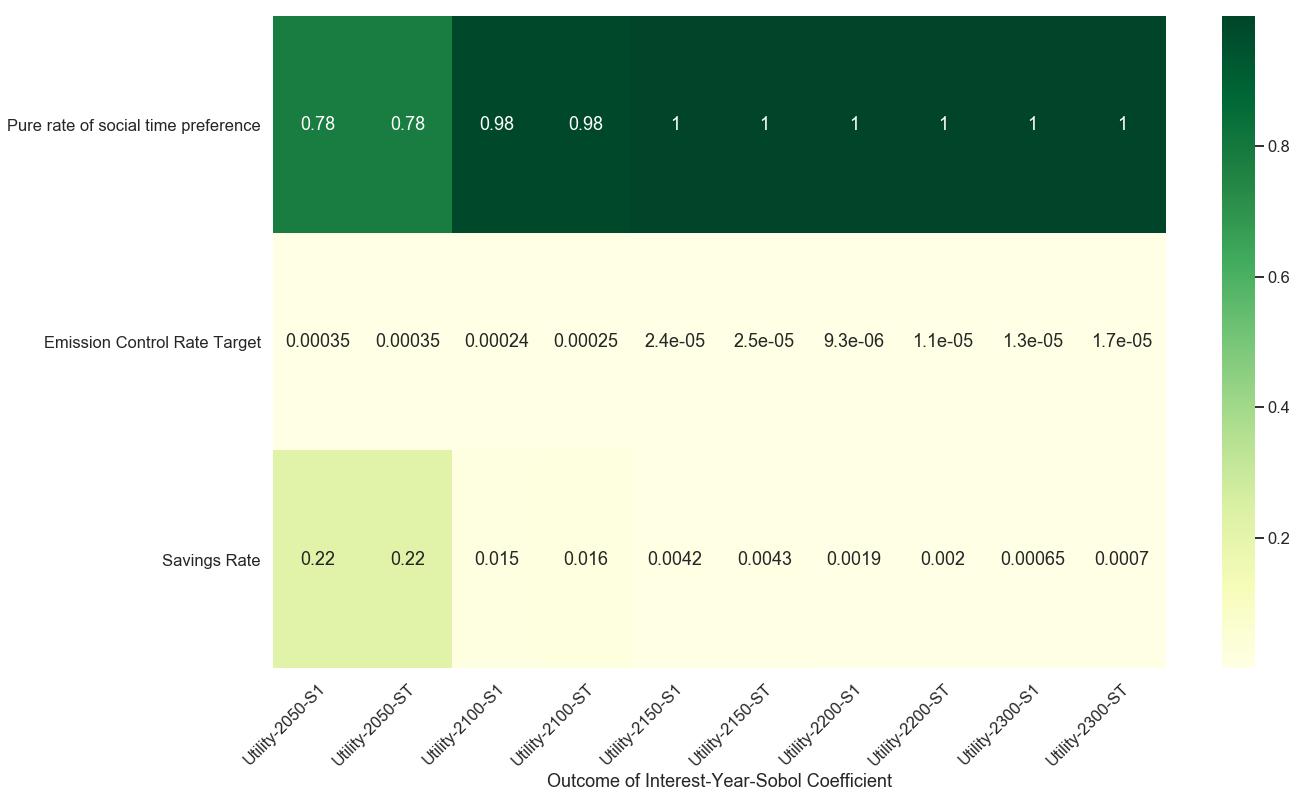 Pure rate of social time preference 0.78 0.78 0.98 0.98 1 1 1 1 1 1
0.8
0.6
Emission Control Rate Target 0.00035 0.00035 0.00024 0.00025 2.4e-05 2.5e-05 9.3e-06 1.1e-05 1.3e-05 1.7e-05
0.4
0.2
Savings Rate 0.22 0.22 0.015 0.016 0.0042 0.0043 0.0019 0.002 0.00065 0.0007
Utility-2050-S1 Utility-2050-ST Utility-2100-S1 Utility-2100-ST Utility-2150-S1 Utility-2150-ST Utility-2200-S1 Utility-2200-ST Utility-2300-S1 Utility-2300-ST
Outcome of Interest-Year-Sobol Coefficient